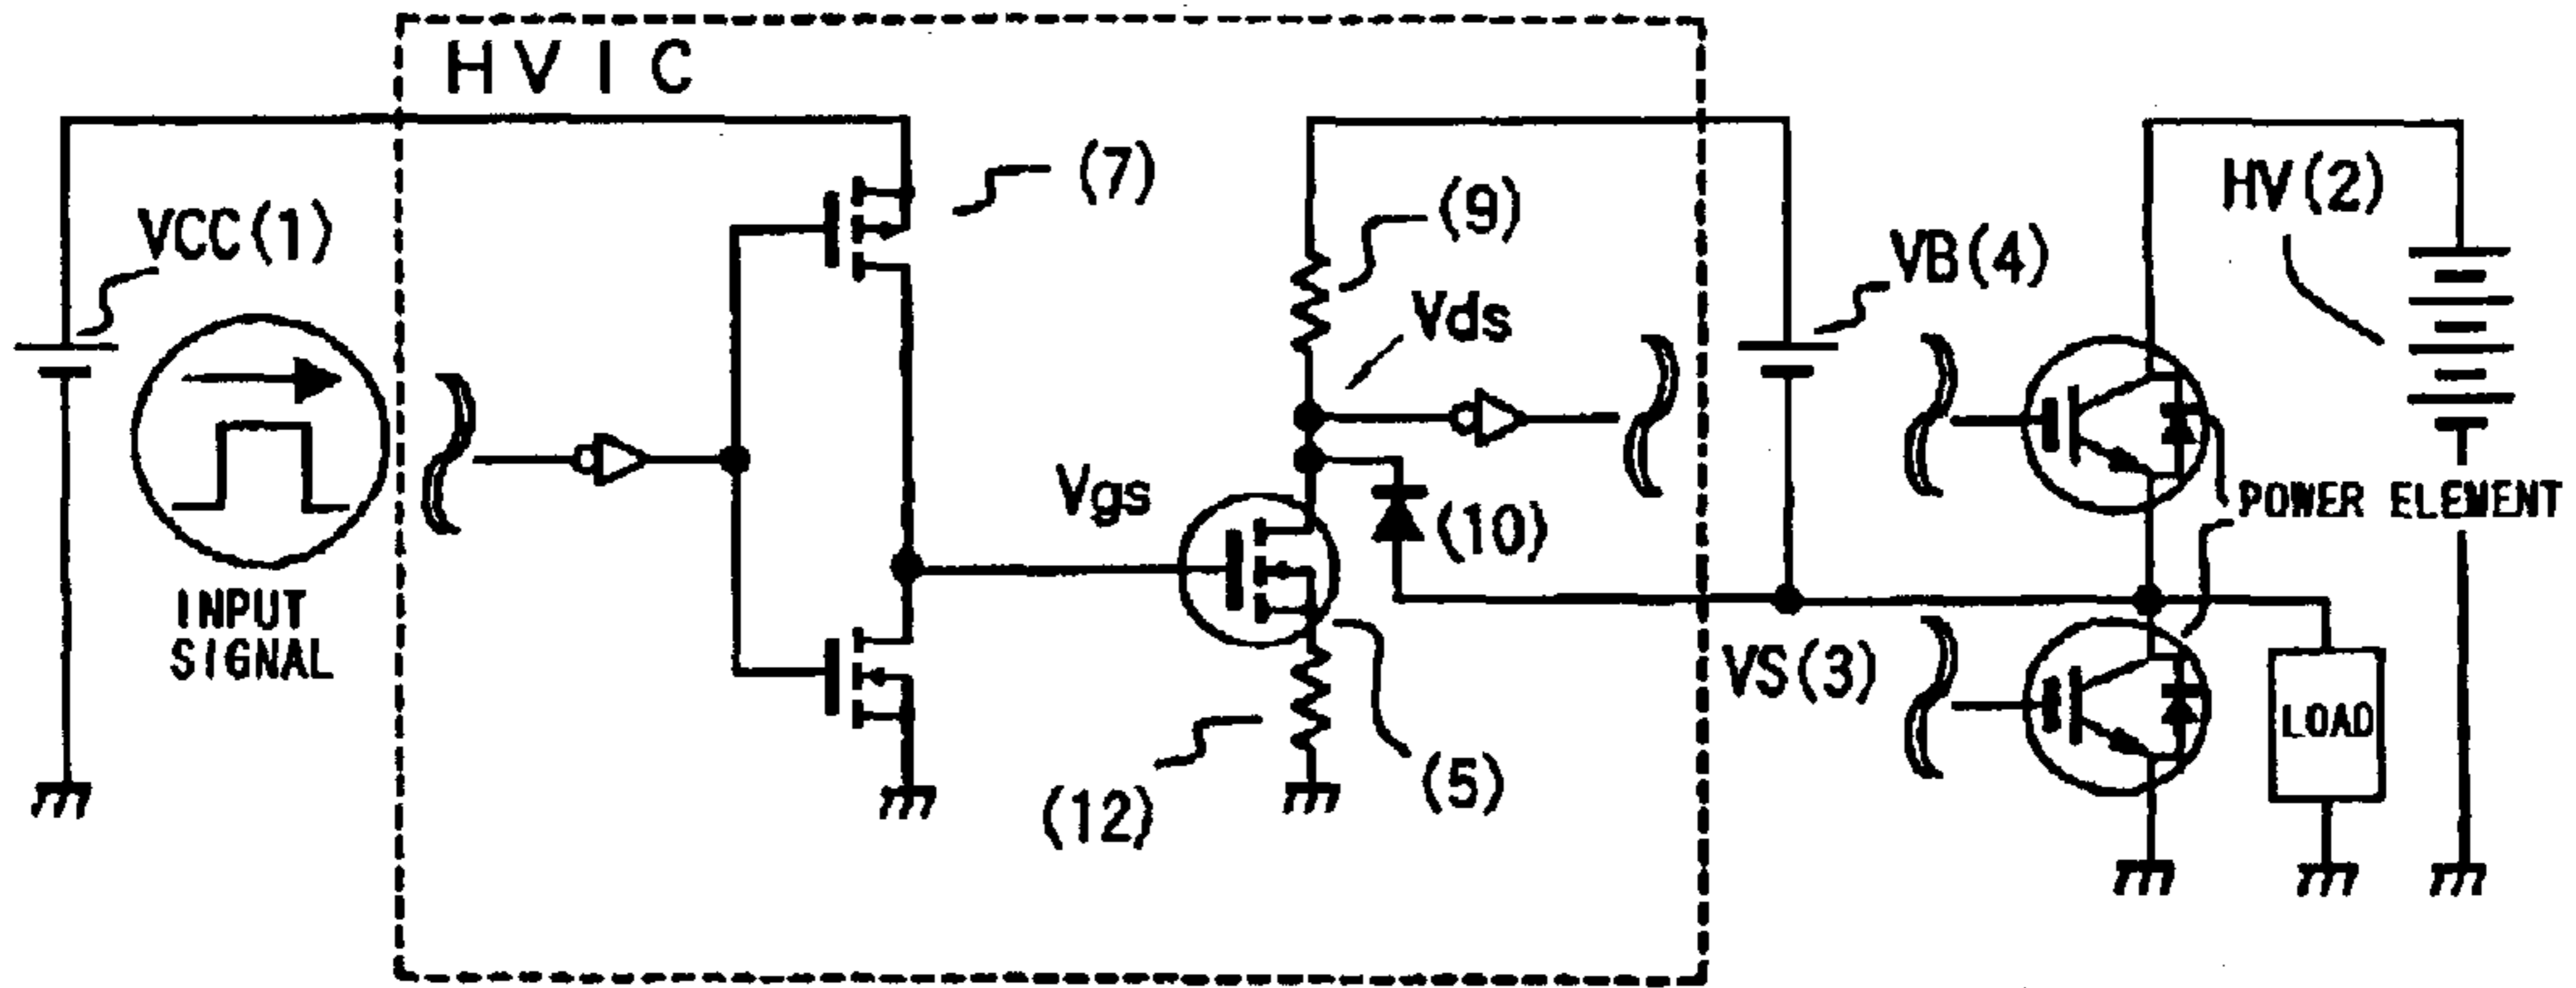 HVIC
(7)
(9)
HV(2)
VCC(1)
VB(4)
Vds
Vgs
(10)
POWER ELEMENT
INPUT
SIGNAL
VS(3)
LOAD
(12)
(5)